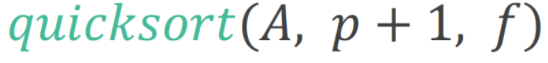 quicksort(A, p + 1, f)